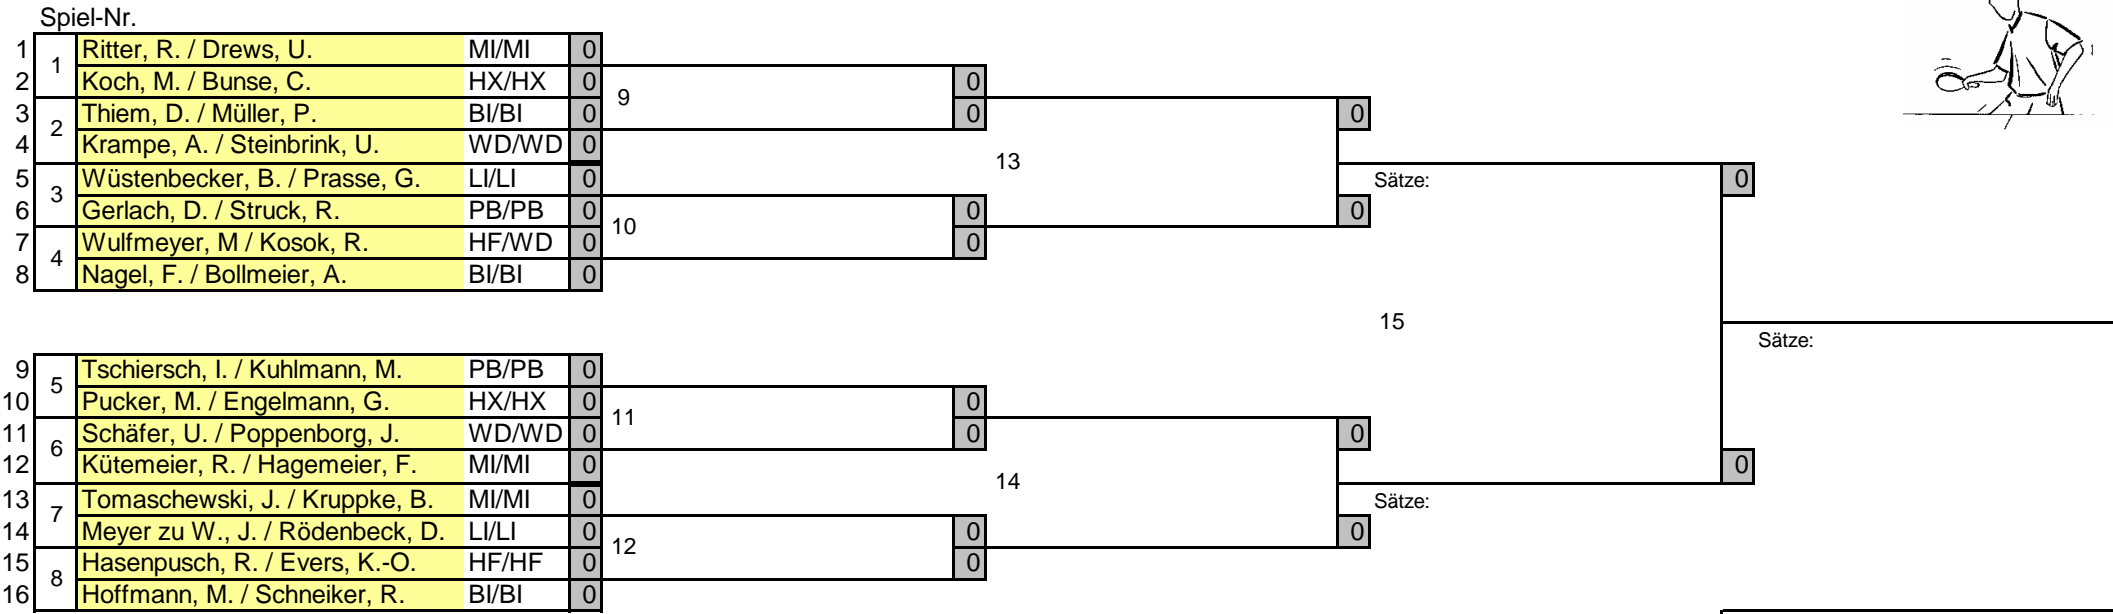 Spiel-Nr.
1 1 Ritter, R. / Drews, U. MI/MI 0
2 Koch, M. / Bunse, C. HX/HX 0 9 0
3 2 Thiem, D. / Müller, P. BI/BI 0 0 0
4 Krampe, A. / Steinbrink, U. WD/WD 0
13
5 3 Wüstenbecker, B. / Prasse, G. LI/LI 0 Sätze: 0
6 Gerlach, D. / Struck, R. PB/PB 0 10 0 0
7 4 Wulfmeyer, M / Kosok, R. HF/WD 0 0
8 Nagel, F. / Bollmeier, A. BI/BI 0
15
Sätze:
9 5 Tschiersch, I. / Kuhlmann, M. PB/PB 0
10 Pucker, M. / Engelmann, G. HX/HX 0 11 0
11 6 Schäfer, U. / Poppenborg, J. WD/WD 0 0 0
12 Kütemeier, R. / Hagemeier, F. MI/MI 0 0
14
13 7 Tomaschewski, J. / Kruppke, B. MI/MI 0 Sätze:
14 Meyer zu W., J. / Rödenbeck, D. LI/LI 0 12 0 0
15 8 Hasenpusch, R. / Evers, K.-O. HF/HF 0 0
16 Hoffmann, M. / Schneiker, R. BI/BI 0